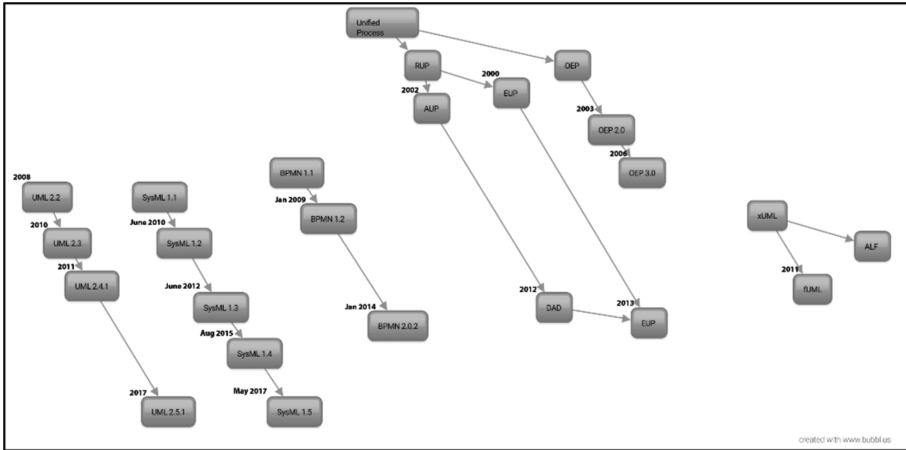 Unified
Process
RUP
OEP
2000
2002
EUP
AUP
2003
OEP 2.0
2006
OEP 3.0
BPMN 1.1
2008
UML 2.2
SysML 1.1
Jan 2009
BPMN 1.2
xUML
June 2010
2010
UML 2.3
SysML 1.2
ALF
2011
UML 2.4.1
2011
fUML
June 2012
SysML 1.3
2012
DAD
Jan 2014
BPMN 2.0.2
2013
EUP
Aug 2015
SysML 1.4
2017
UML 2.5.1
May 2017
SysML 1.5
created with www.bubbl.us